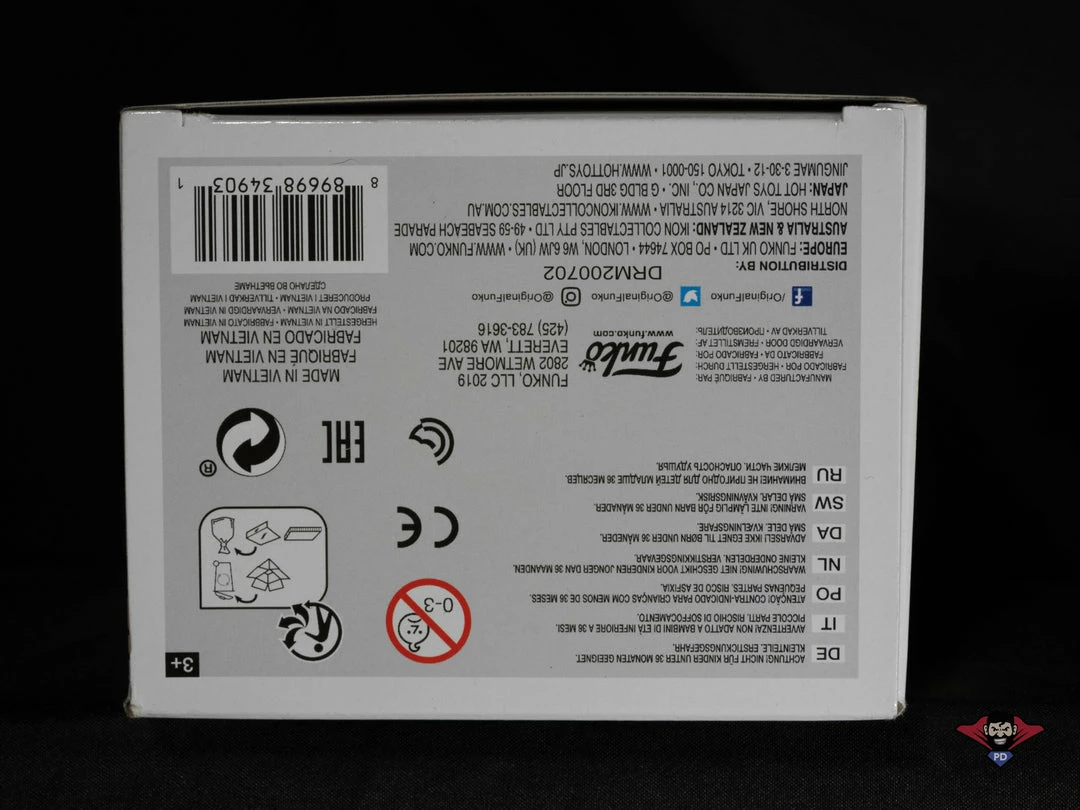 3+
DE
ACHTUNG! NICHT FÜR KINDER UNTER 36 MONATEN GEEIGNET.
KLEINTEILE. ERSTICKUNGSGEFAHR.
IT
AVVERTENZA! NON ADATTO A BAMBINI DI ETÀ INFERIORE A 36 MESI.
PICCOLE PARTI. RISCHIO DI SOFFOCAMENTO.
PO
ATENÇÃO! CONTRA-INDICADO PARA CRIANÇAS COM MENOS DE 36 MESES.
PEQUENAS PARTES. RISCO DE ASFIXIA.
NL
WAARSCHUWING! NIET GESCHIKT VOOR KINDEREN JONGER DAN 36 MAANDEN
KLEINE ONDERDELEN. VERSTIKKINGSGEVAAR.
DA
ADVARSEL! IKKE EGNET TIL BØRN UNDER 36 MÅNEDER.
SMÅ DELE. KVÆLNINGSFARE.
SW
VARNING! INTE LÄMPLIG FÖR BARN UNDER 36 MÅNADER.
SMÅ DELAR. KVÄVNINGSRISK.
RU
ВНИМАНИЕ! НЕ ПРИГОДНО ДЛЯ ДЕТЕЙ МЛАДШЕ 36 МЕСЯЦЕВ.
МЕЛКИЕ ЧАСТИ. ОПАСНОСТЬ УДУШЬЯ.
0-3
CE
EAC
®
MANUFACTURED BY • FABRIQUÉ PAR:
FABRICADO POR • HERGESTELLT DURCH:
FABBRICATO DA • FABRICADO POR:
VERVAARDIGD DOOR • FREMSTILLET AF:
TILLVERKAD AV • ПРОИЗВОДИТЕЛЬ:
Funko
www.funko.com
FUNKO, LLC 2019
2802 WETMORE AVE
EVERETT, WA 98201
(425) 783-3616
MADE IN VIETNAM
FABRIQUÉ EN VIETNAM
FABRICADO EN VIETNAM
HERGESTELLT IN VIETNAM • FABBRICATO IN VIETNAM
FABRICADO NA VIETNAM • VERVAARDIGD IN VIETNAM
PRODUCERET I VIETNAM • TILLVERKAD I VIETNAM
СДЕЛАНО ВО ВЬЕТНАМЕ
/OriginalFunko
@OriginalFunko
@OriginalFunko
DRM200702
DISTRIBUTION BY:
EUROPE: FUNKO UK LTD • PO BOX 74644 • LONDON, W6 6JW (UK) • WWW.FUNKO.COM
AUSTRALIA & NEW ZEALAND: IKON COLLECTABLES PTY LTD • 49-59 SEABEACH PARADE
NORTH SHORE, VIC 3214 AUSTRALIA • WWW.IKONCOLLECTABLES.COM.AU
JAPAN: HOT TOYS JAPAN CO., INC. • G BLDG 3RD FLOOR
JINGUMAE 3-30-12 • TOKYO 150-0001 • WWW.HOTTOYS.JP
8 89698 34903 1
PD